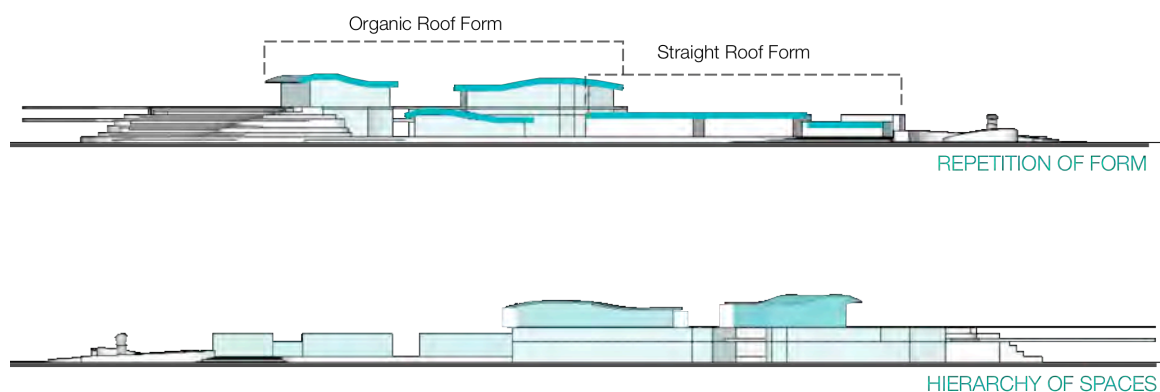 Organic Roof Form
Straight Roof Form
REPETITION OF FORM
HIERARCHY OF SPACES